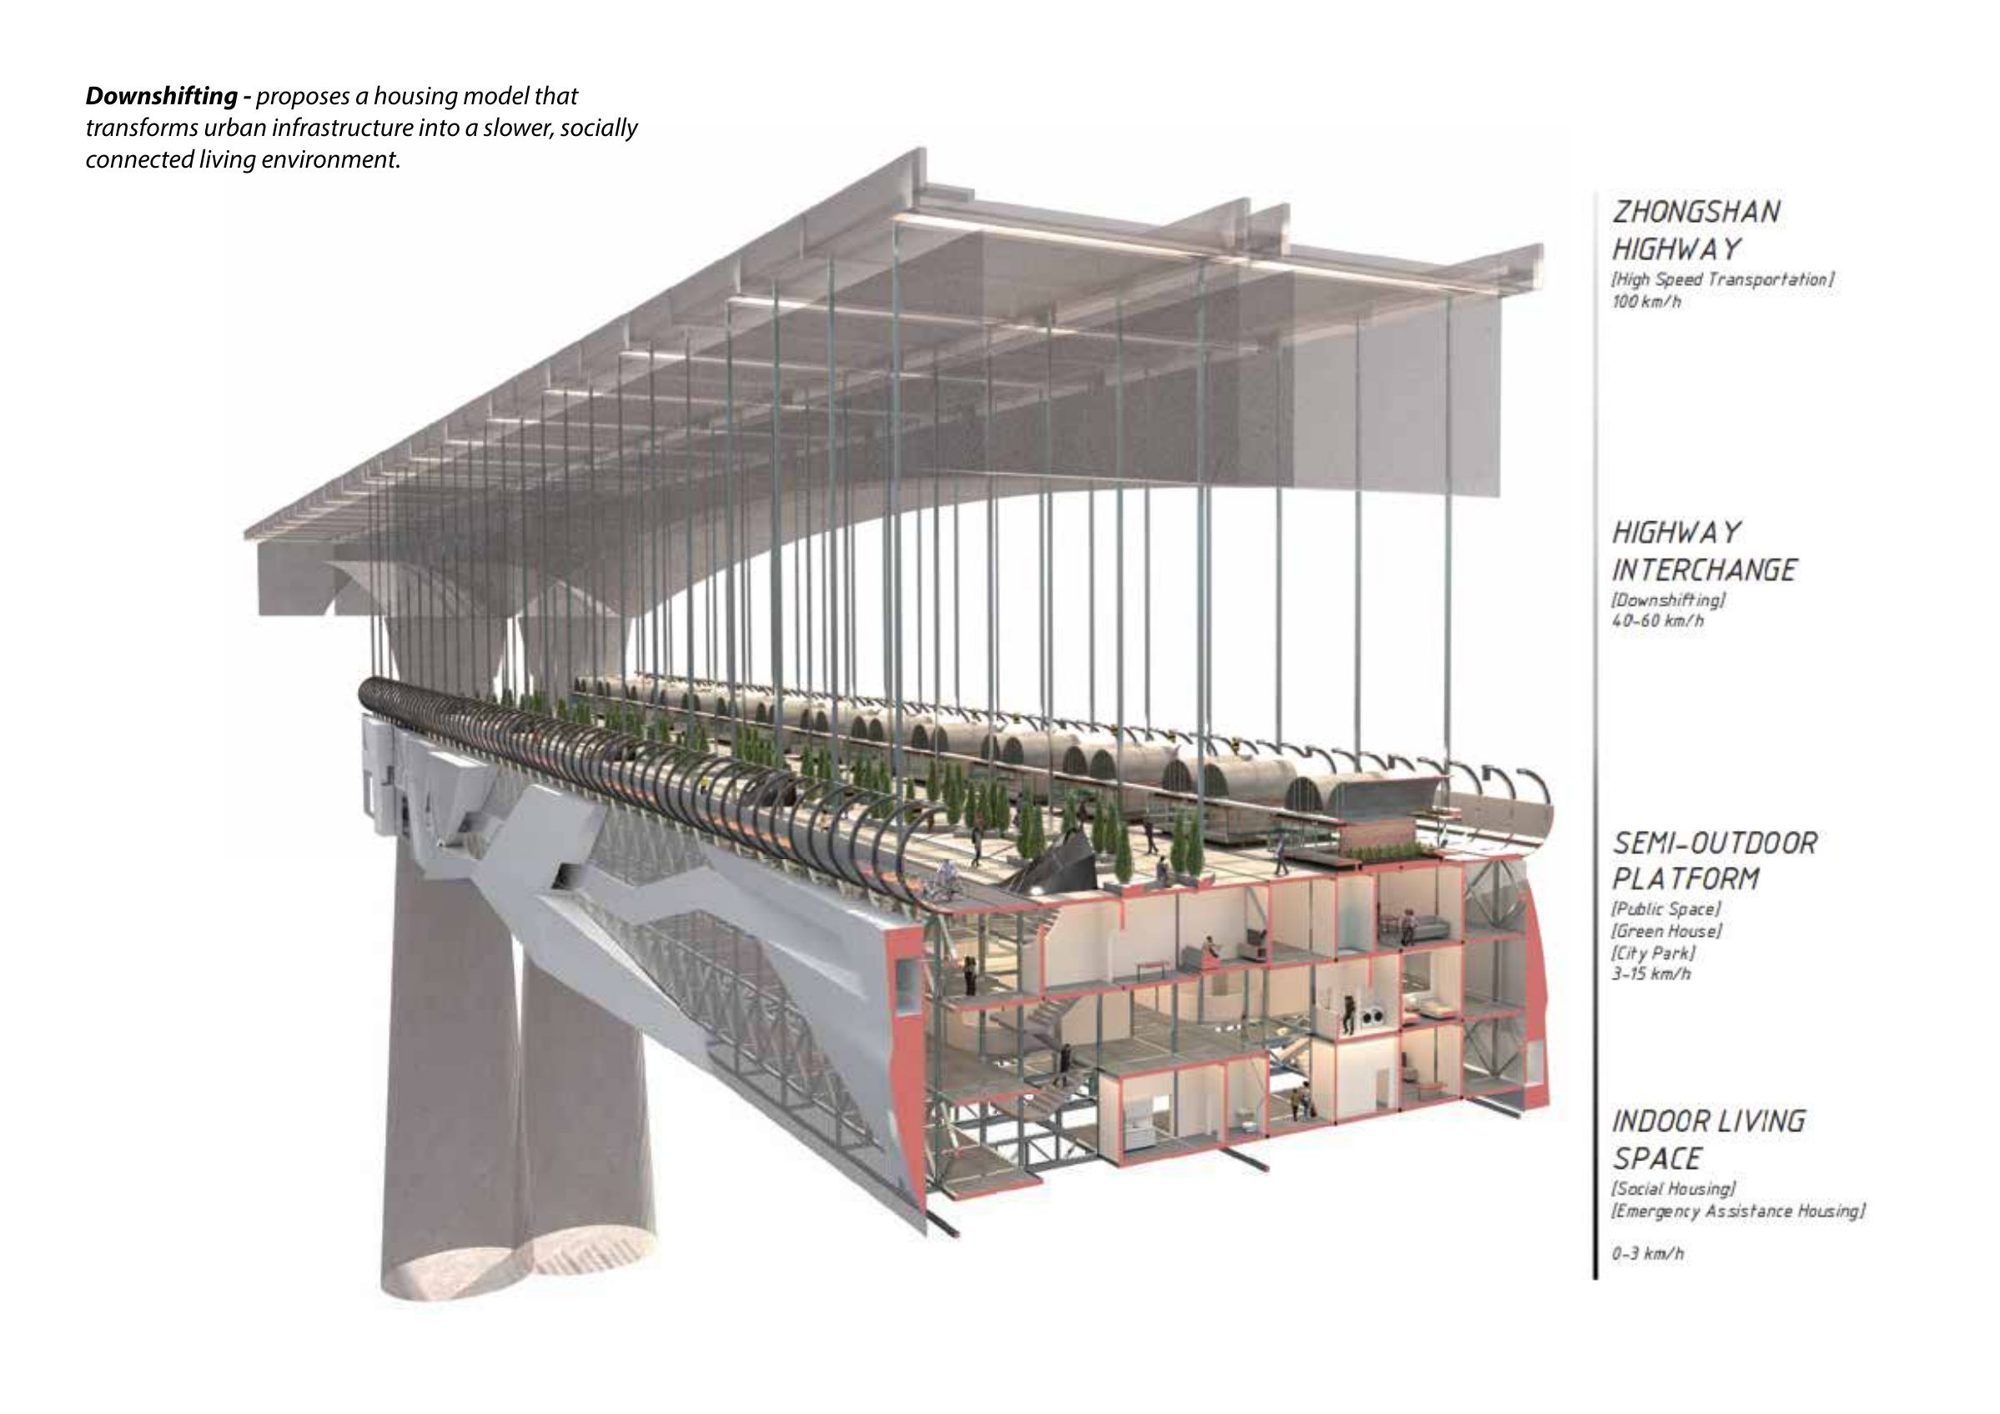 Downshifting - proposes a housing model that
transforms urban infrastructure into a slower, socially
connected living environment.
ZHONGSHAN
HIGHWAY
[High Speed Transportation]
100 km/h
HIGHWAY
INTERCHANGE
[Downshifting]
40-60 km/h
SEMI-OUTDOOR
PLATFORM
[Public Space]
[Green House]
[City Park]
3-15 km/h
INDOOR LIVING
SPACE
[Social Housing]
[Emergency Assistance Housing]
0-3 km/h